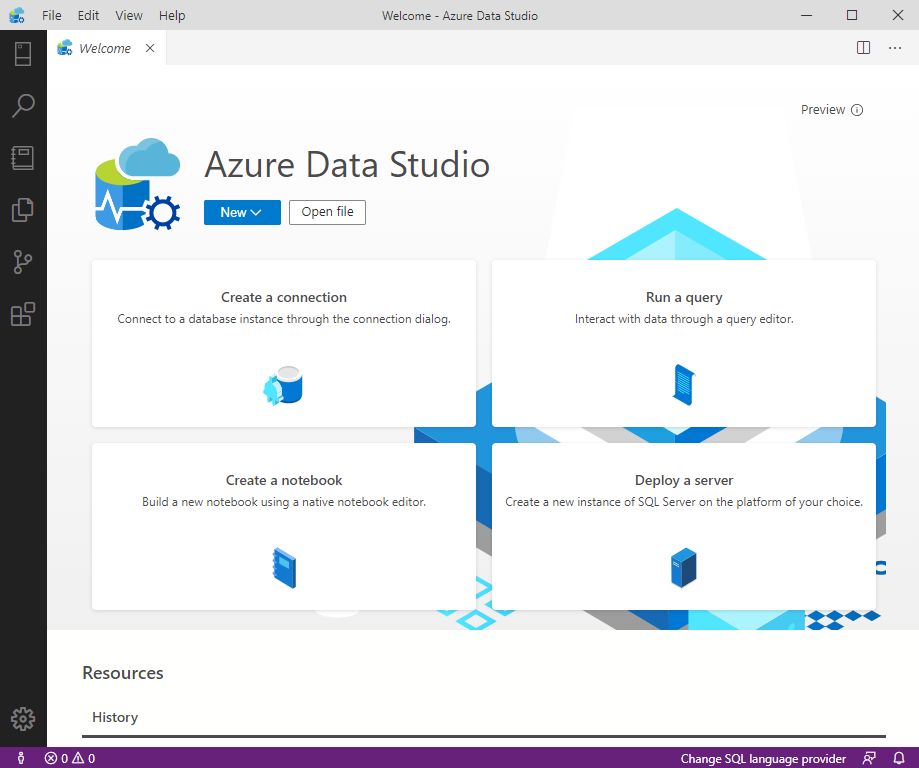 File Edit View Help Welcome - Azure Data Studio
Welcome
Preview
Azure Data Studio
New Open file
Create a connection
Connect to a database instance through the connection dialog.
Run a query
Interact with data through a query editor.
Create a notebook
Build a new notebook using a native notebook editor.
Deploy a server
Create a new instance of SQL Server on the platform of your choice.
Resources
History
0 0 Change SQL language provider